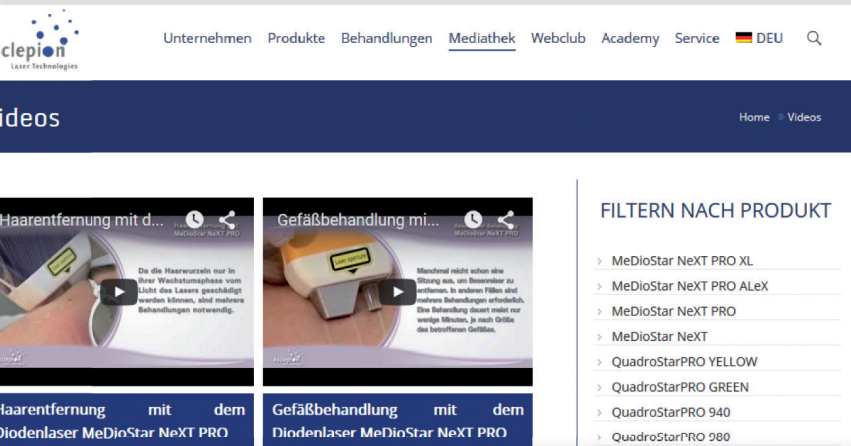 clepion
Laser Technologies
Unternehmen Produkte Behandlungen Mediathek Webclub Academy Service DEU
ideos
Home Videos
Haarentfernung mit d...
MeDioStar NeXT PRO
Da die Haarwurzeln nur in
ihrer Wachstumsphase vom
Licht des Lasers geschädigt
werden können, sind mehrere
Behandlungen notwendig.
Gefäßbehandlung mi...
MeDioStar NeXT PRO
Laser aperture
Manchmal reicht schon eine
Sitzung aus, um Besenreiser zu
entfernen. In anderen Fällen sind
mehrere Behandlungen erforderlich.
Eine Behandlung dauert meist nur
wenige Minuten, je nach Größe
des betroffenen Gefäßes.
Haarentfernung mit dem
Diodenlaser MeDioStar NeXT PRO
Gefäßbehandlung mit dem
Diodenlaser MeDioStar NeXT PRO
FILTERN NACH PRODUKT
MeDioStar NeXT PRO XL
MeDioStar NeXT PRO ALeX
MeDioStar NeXT PRO
MeDioStar NeXT
QuadroStarPRO YELLOW
QuadroStarPRO GREEN
QuadroStarPRO 940
QuadroStarPRO 980